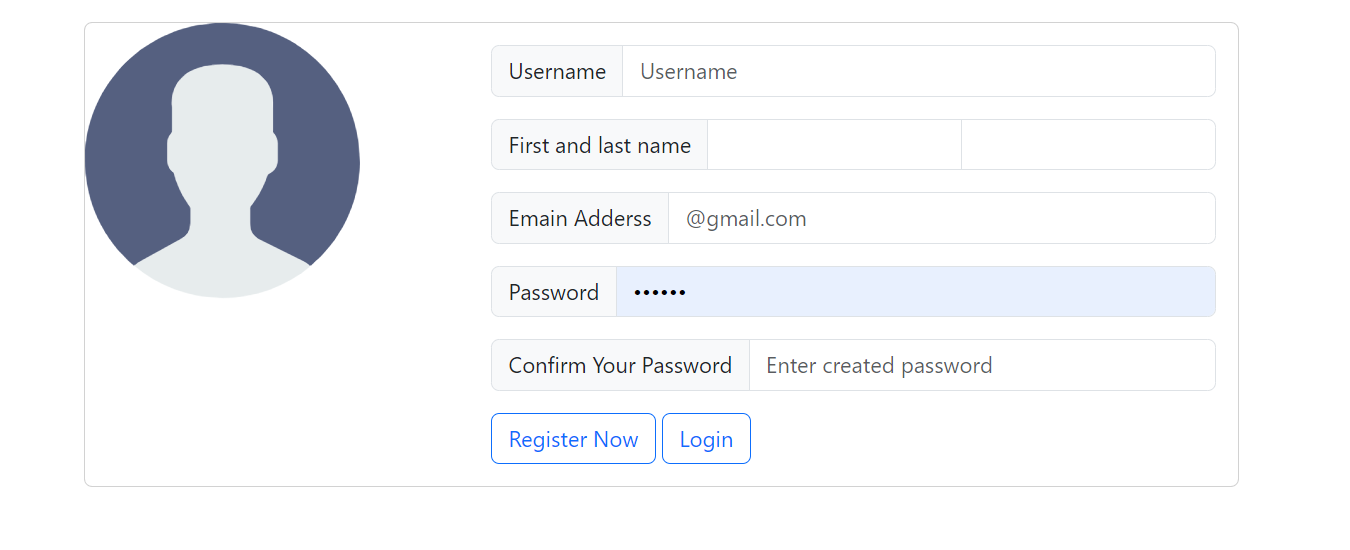 Username Username
First and last name
Emain Adderss @gmail.com
Password ••••••
Confirm Your Password Enter created password
Register Now Login